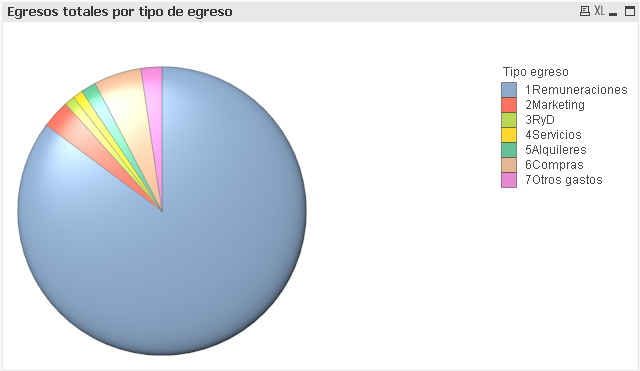 Egresos totales por tipo de egreso
XL
Tipo egreso
1Remuneraciones
2Marketing
3RyD
4Servicios
5Alquileres
6Compras
7Otros gastos